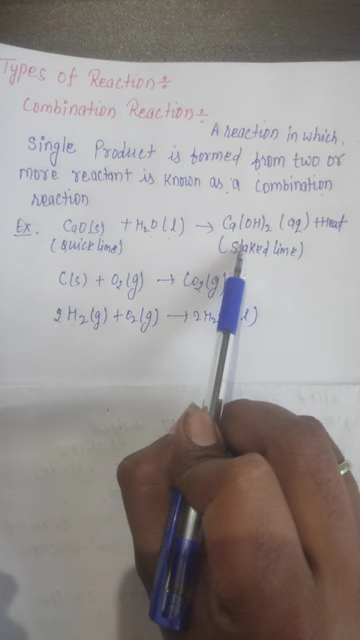 Types of Reaction:
Combination Reaction:
A reaction in which
Single Product is formed from two or
more reactant is known as a combination
reaction
Ex. CaO(s) + H2O(l) → Ca(OH)2 (aq) + Heat
(Quick lime) (Slaked lime)
C(s) + O2(g) → CO2(g)
2H2(g) + O2(g) → 2H2 l)